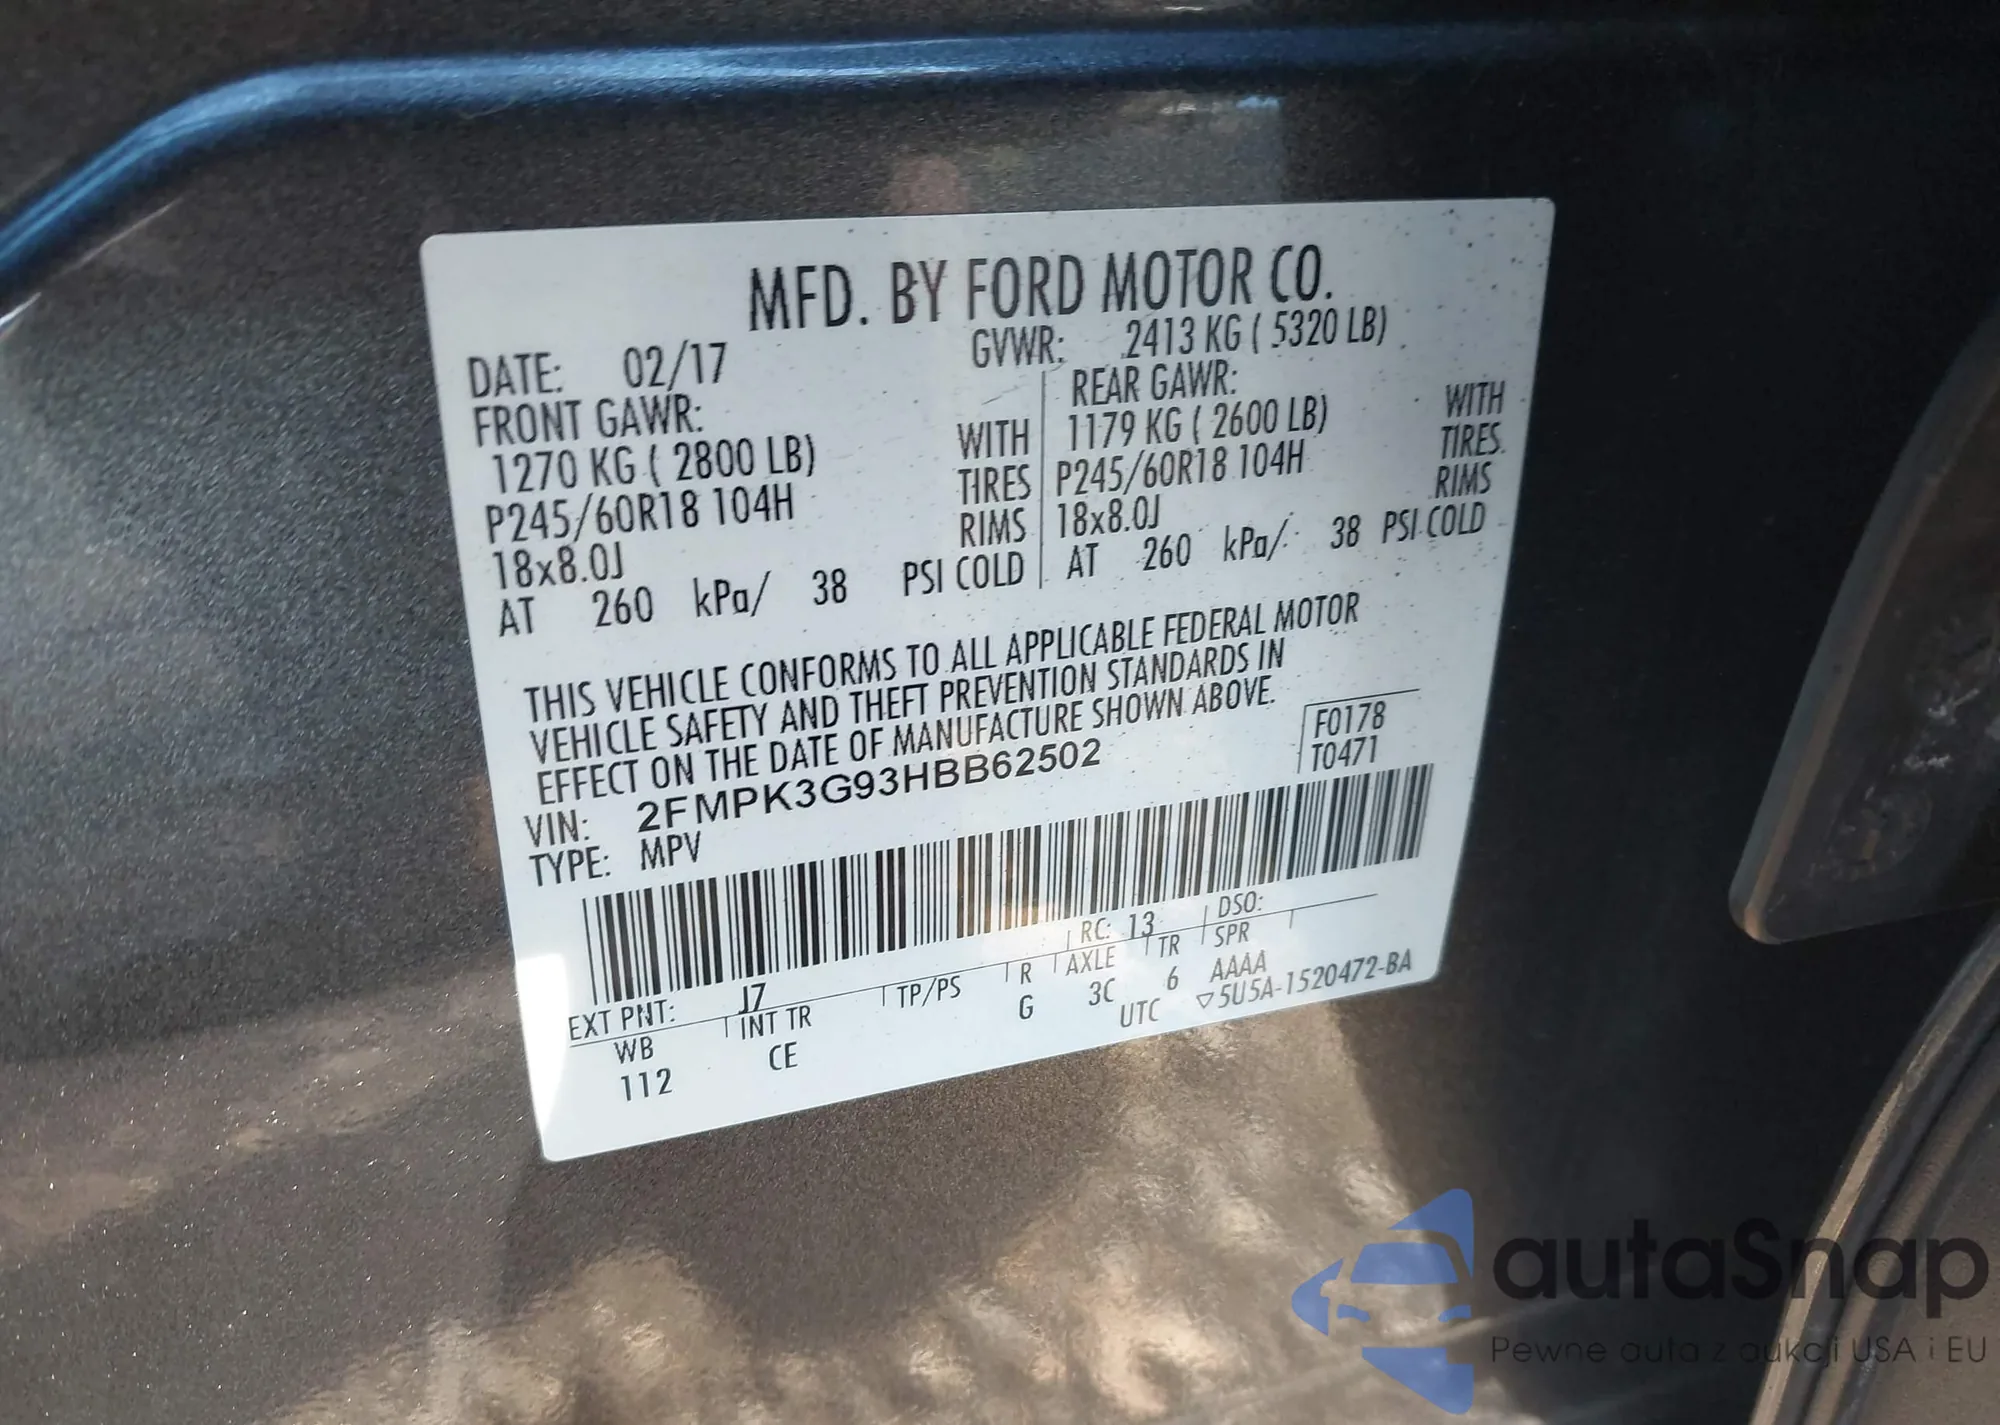 MFD. BY FORD MOTOR CO.
DATE: 02/17 GVWR: 2413 KG ( 5320 LB)
FRONT GAWR: REAR GAWR:
1270 KG ( 2800 LB) WITH 1179 KG ( 2600 LB) WITH
P245/60R18 104H TIRES P245/60R18 104H TIRES
18x8.0J RIMS 18x8.0J RIMS
AT 260 kPa/ 38 PSI COLD AT 260 kPa/ 38 PSI COLD
THIS VEHICLE CONFORMS TO ALL APPLICABLE FEDERAL MOTOR
VEHICLE SAFETY AND THEFT PREVENTION STANDARDS IN
EFFECT ON THE DATE OF MANUFACTURE SHOWN ABOVE.
F0178
VIN: 2FMPK3G93HBB62502 T0471
TYPE: MPV
EXT PNT: J7 RC: 13 DSO:
WB INT TR TP/PS R AXLE TR SPR
112 CE G 3C 6 AAAA
UTC ▽5U5A-1520472-BA
autaSnap
Pewne auta z aukcji USA i EU